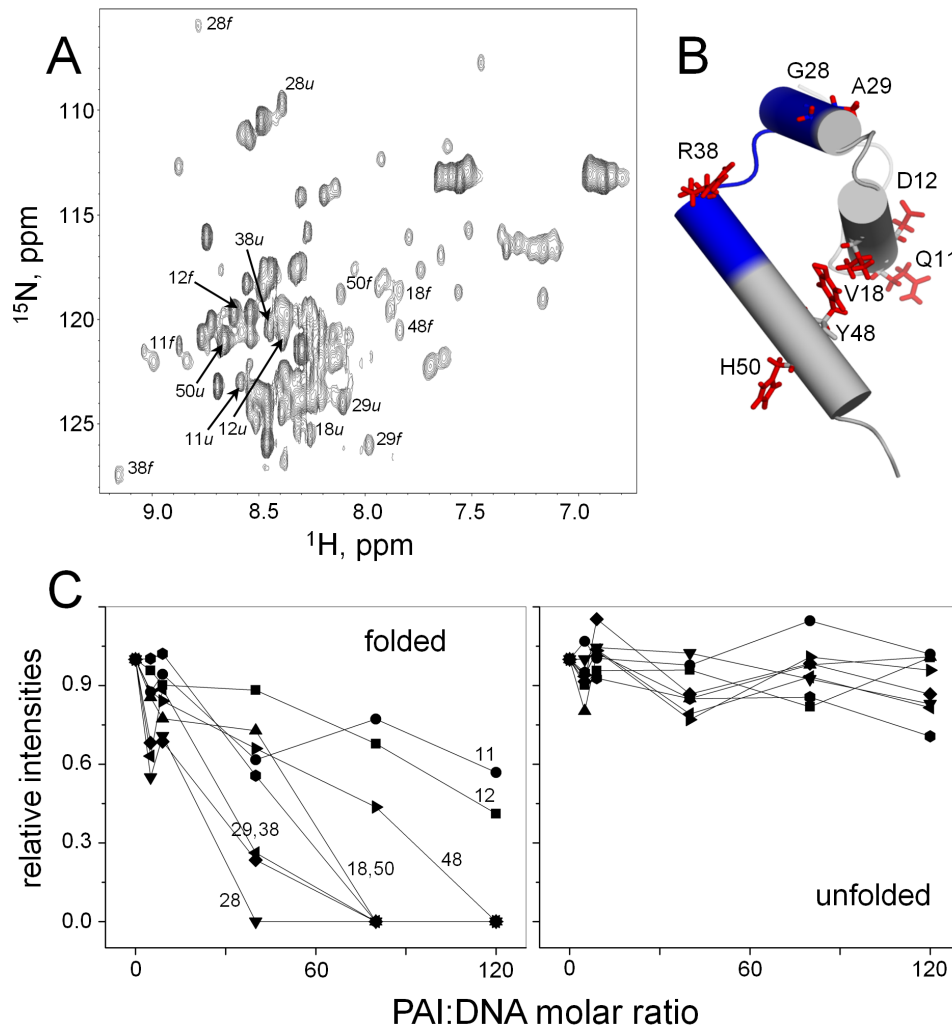 A
28f
28u
110
115
120
125
¹⁵N, ppm
38u
12f
50f
18f
48f
11f
50u
11u
12u
29u
18u
29f
38f
9.0 8.5 8.0 7.5 7.0
¹H, ppm
B
G28
A29
R38
D12
Q11
V18
Y48
H50
C
folded
unfolded
relative intensities
0.9
0.6
0.3
0.0
11
12
29,38
18,50
48
28
0 60 120
0 60 120
PAI:DNA molar ratio